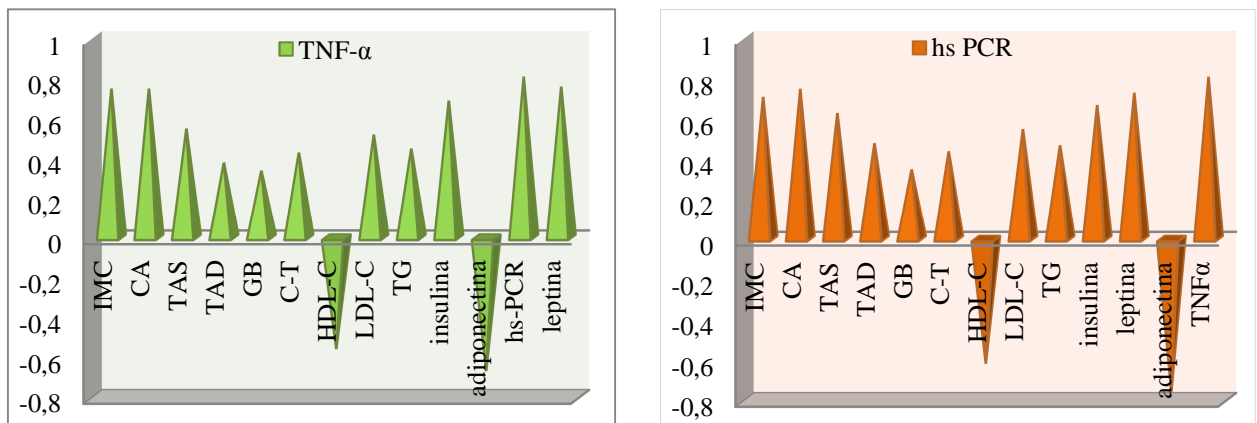 TNF-α
1
0,8
0,6
0,4
0,2
0
-0,2
-0,4
-0,6
-0,8
IMC
CA
TAS
TAD
GB
C-T
HDL-C
LDL-C
TG
insulina
adiponectina
hs-PCR
leptina
hs PCR
1
0,8
0,6
0,4
0,2
0
-0,2
-0,4
-0,6
-0,8
IMC
CA
TAS
TAD
GB
C-T
HDL-C
LDL-C
TG
insulina
leptina
adiponectina
TNFα